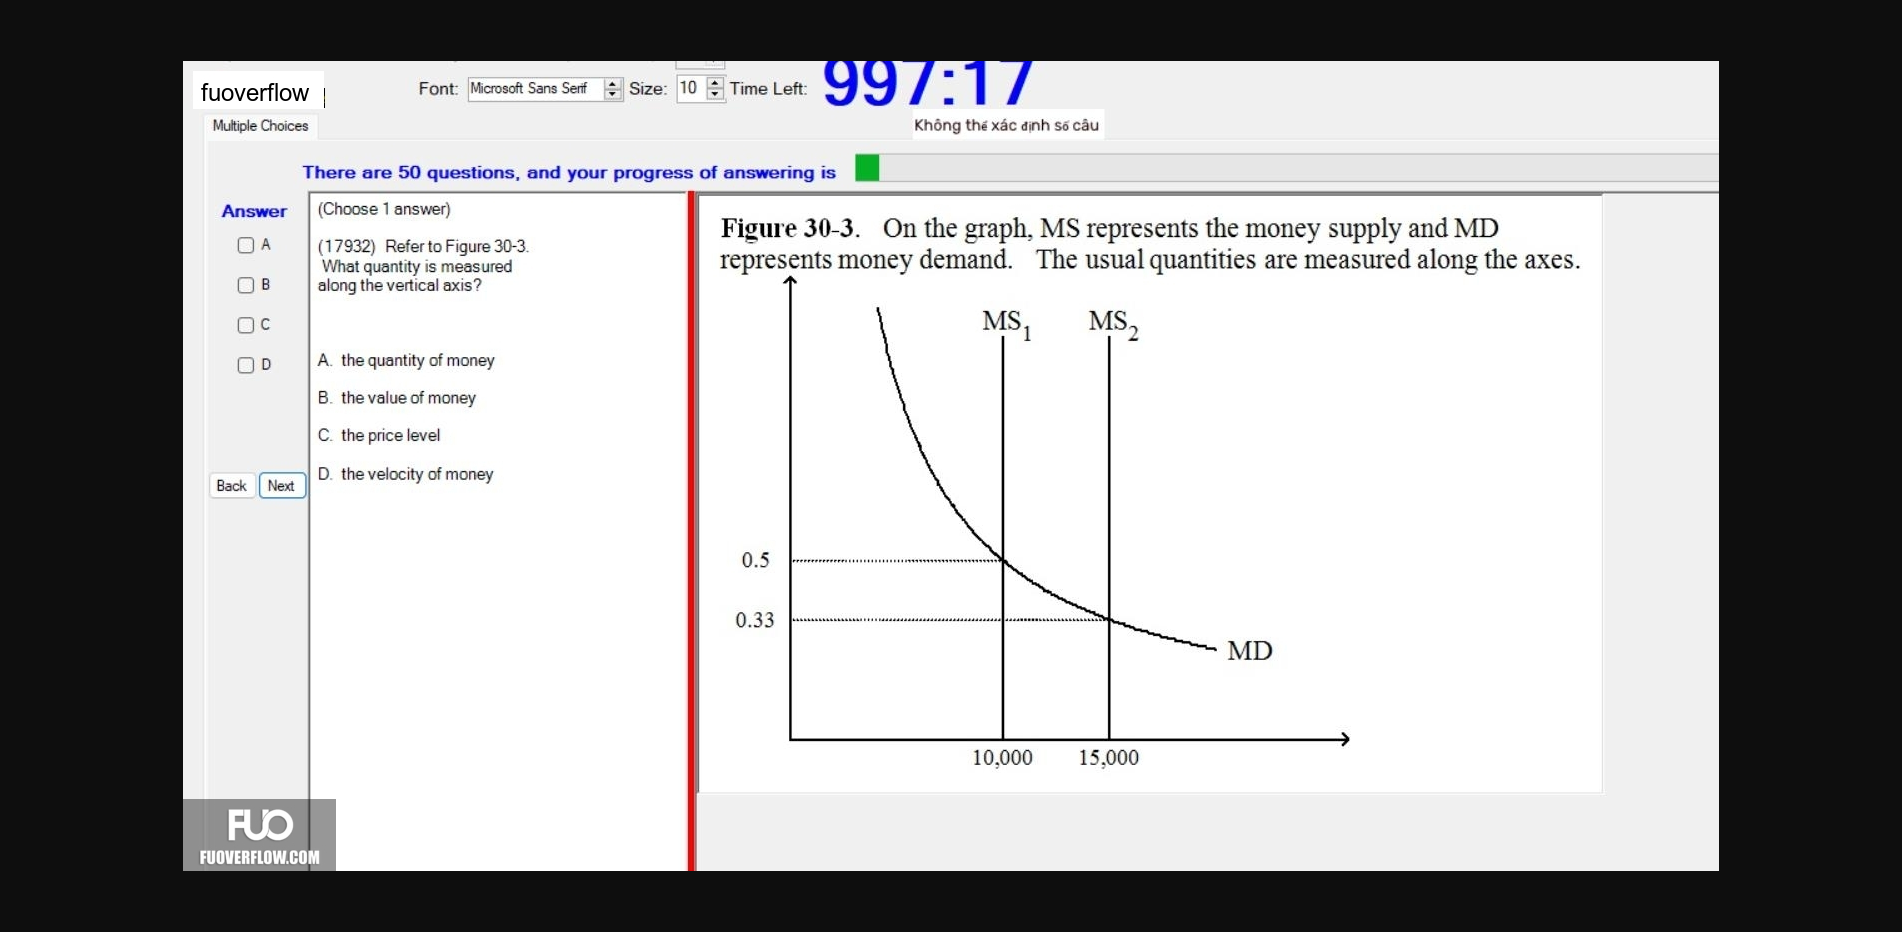 fuoverflow
Font: Microsoft Sans Serif Size: 10 Time Left: 997:17
Multiple Choices
Không thể xác định số câu
There are 50 questions, and your progress of answering is
Answer
A
B
C
D
Back Next
(Choose 1 answer)
(17932) Refer to Figure 30-3.
What quantity is measured
along the vertical axis?
A. the quantity of money
B. the value of money
C. the price level
D. the velocity of money
Figure 30-3. On the graph, MS represents the money supply and MD
represents money demand. The usual quantities are measured along the axes.
MS1 MS2
0.5
0.33
MD
10,000 15,000
FUO
FUOVERFLOW.COM